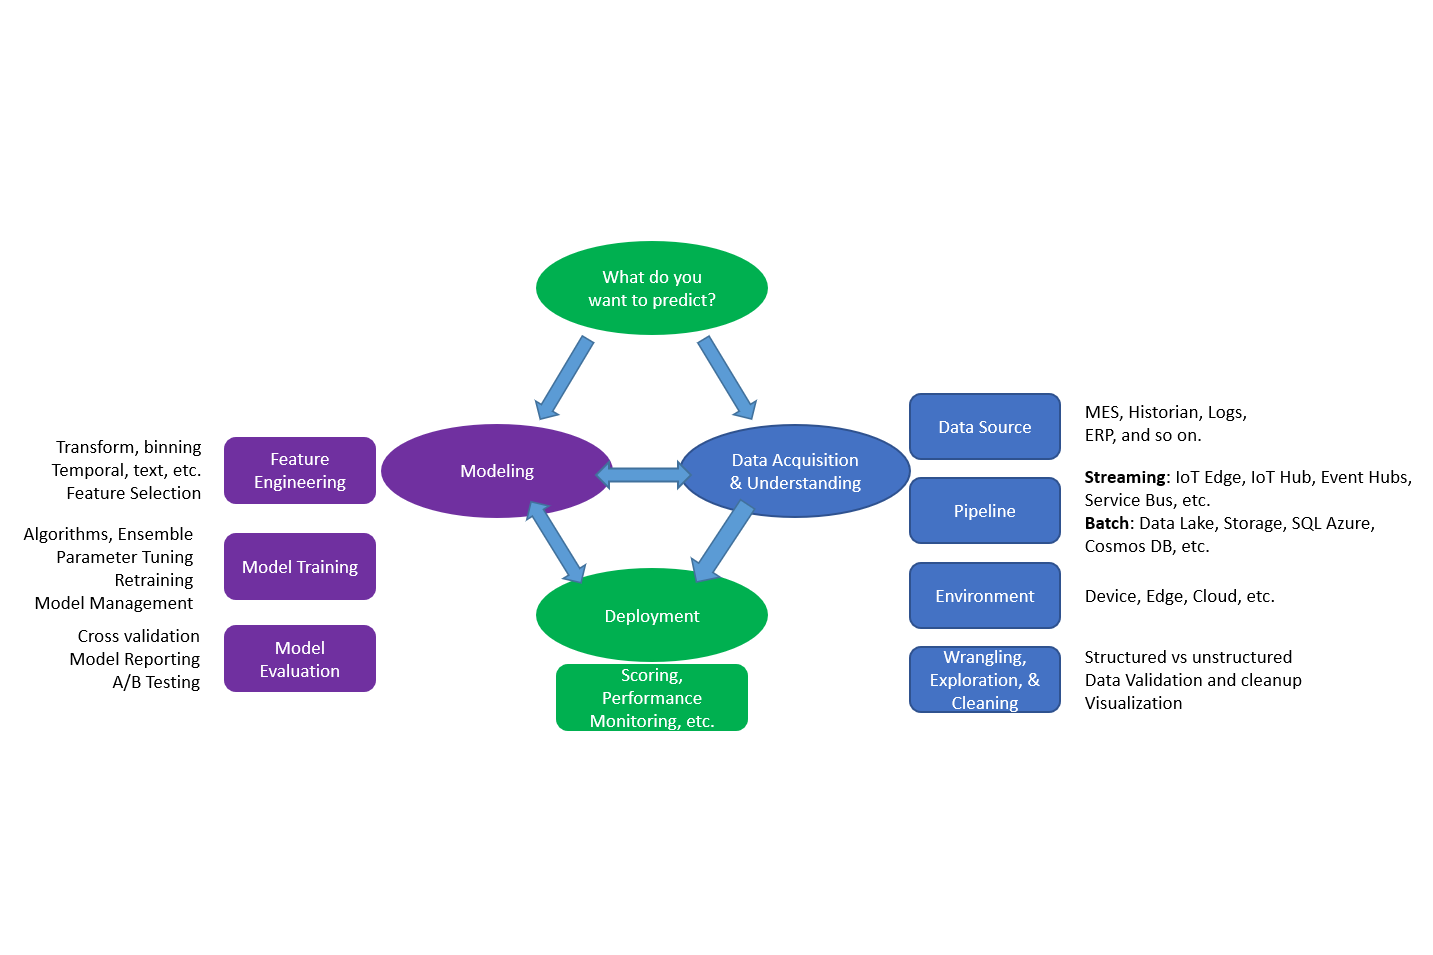 What do you
want to predict?
Modeling
Data Acquisition
& Understanding
Deployment
Scoring,
Performance
Monitoring, etc.
Transform, binning
Temporal, text, etc.
Feature Selection
Feature
Engineering
Algorithms, Ensemble
Parameter Tuning
Retraining
Model Management
Model Training
Cross validation
Model Reporting
A/B Testing
Model
Evaluation
Data Source
MES, Historian, Logs,
ERP, and so on.
Pipeline
Streaming: IoT Edge, IoT Hub, Event Hubs,
Service Bus, etc.
Batch: Data Lake, Storage, SQL Azure,
Cosmos DB, etc.
Environment
Device, Edge, Cloud, etc.
Wrangling,
Exploration, &
Cleaning
Structured vs unstructured
Data Validation and cleanup
Visualization